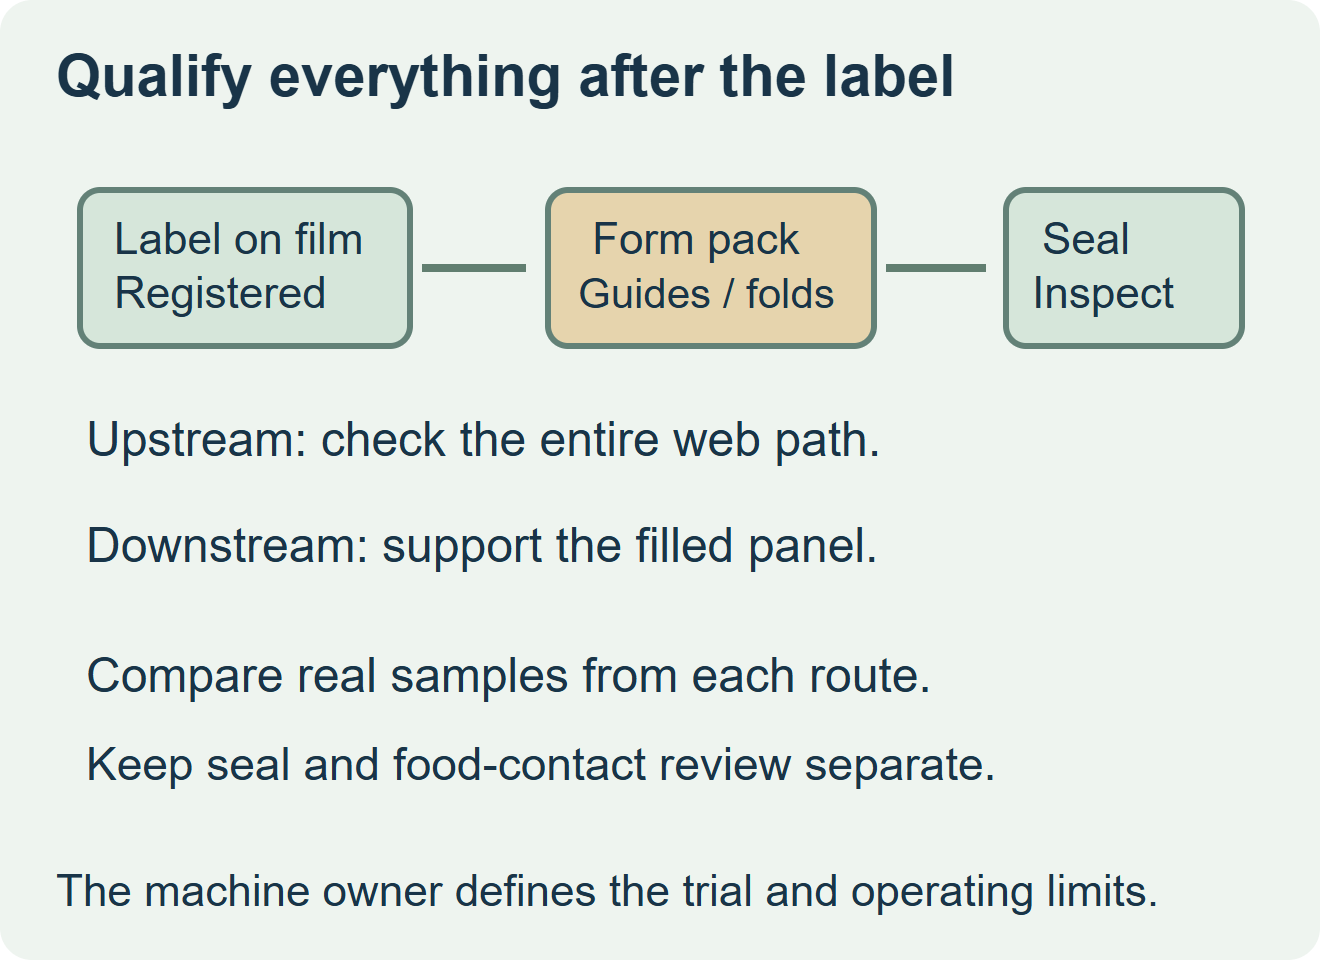 Qualify everything after the label
Label on film
Registered
Form pack
Guides / folds
Seal
Inspect
Upstream: check the entire web path.
Downstream: support the filled panel.
Compare real samples from each route.
Keep seal and food-contact review separate.
The machine owner defines the trial and operating limits.